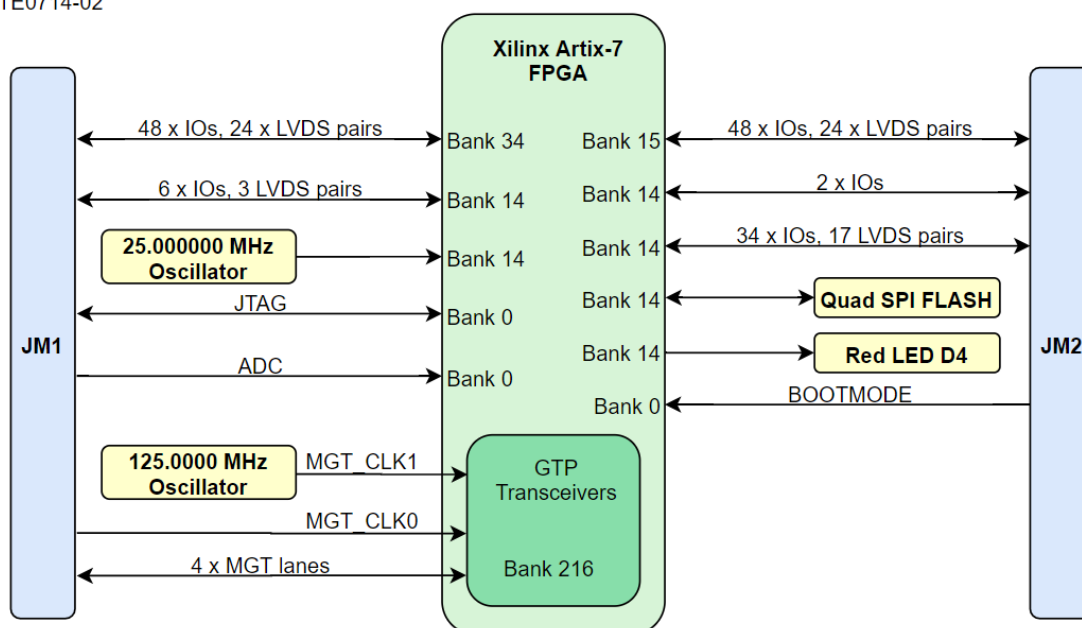 TE0714-02
Xilinx Artix-7
FPGA
48 x IOs, 24 x LVDS pairs
Bank 34
Bank 15
48 x IOs, 24 x LVDS pairs
6 x IOs, 3 LVDS pairs
Bank 14
Bank 14
2 x IOs
25.000000 MHz
Oscillator
Bank 14
Bank 14
34 x IOs, 17 LVDS pairs
JTAG
Bank 0
Bank 14
Quad SPI FLASH
JM1
ADC
Bank 0
Bank 14
Red LED D4
JM2
Bank 0
BOOTMODE
125.0000 MHz
Oscillator
MGT_CLK1
GTP
Transceivers
MGT_CLK0
4 x MGT lanes
Bank 216